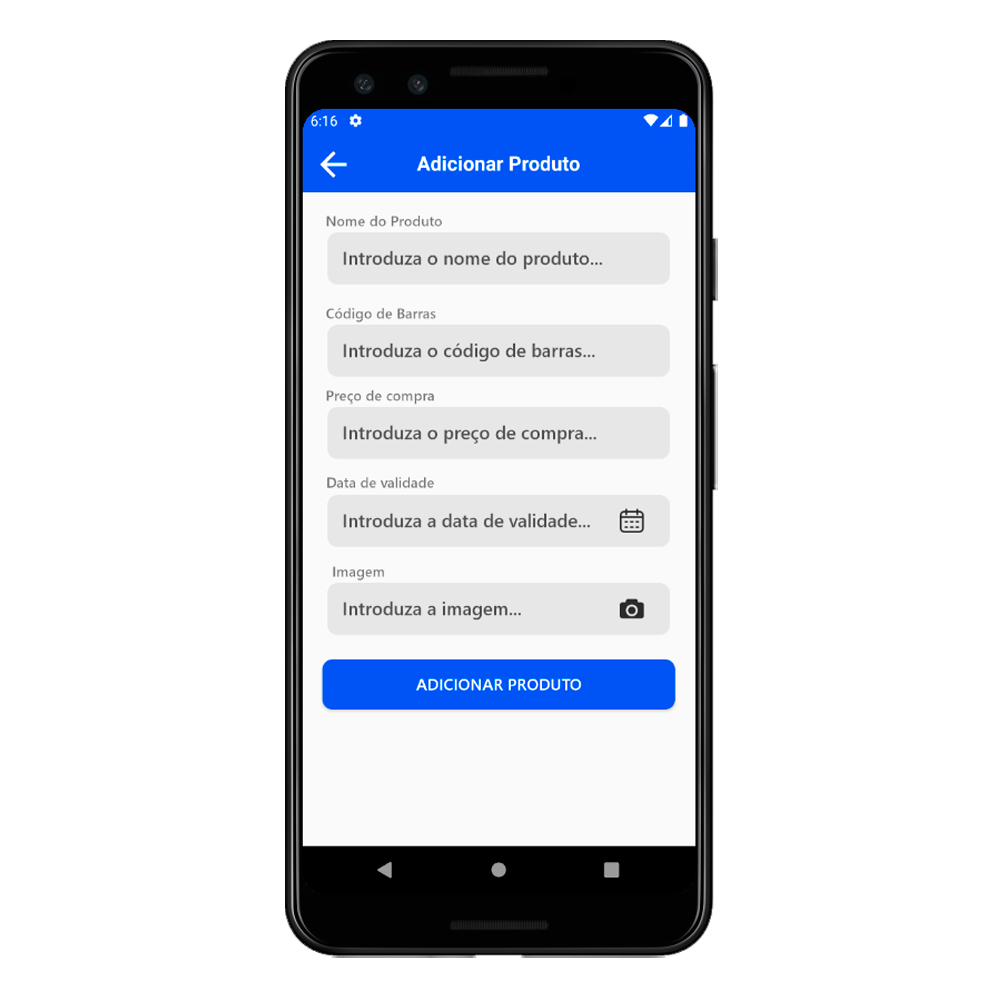 6:16
Adicionar Produto
Nome do Produto
Introduza o nome do produto...
Código de Barras
Introduza o código de barras...
Preço de compra
Introduza o preço de compra...
Data de validade
Introduza a data de validade...
Imagem
Introduza a imagem...
ADICIONAR PRODUTO